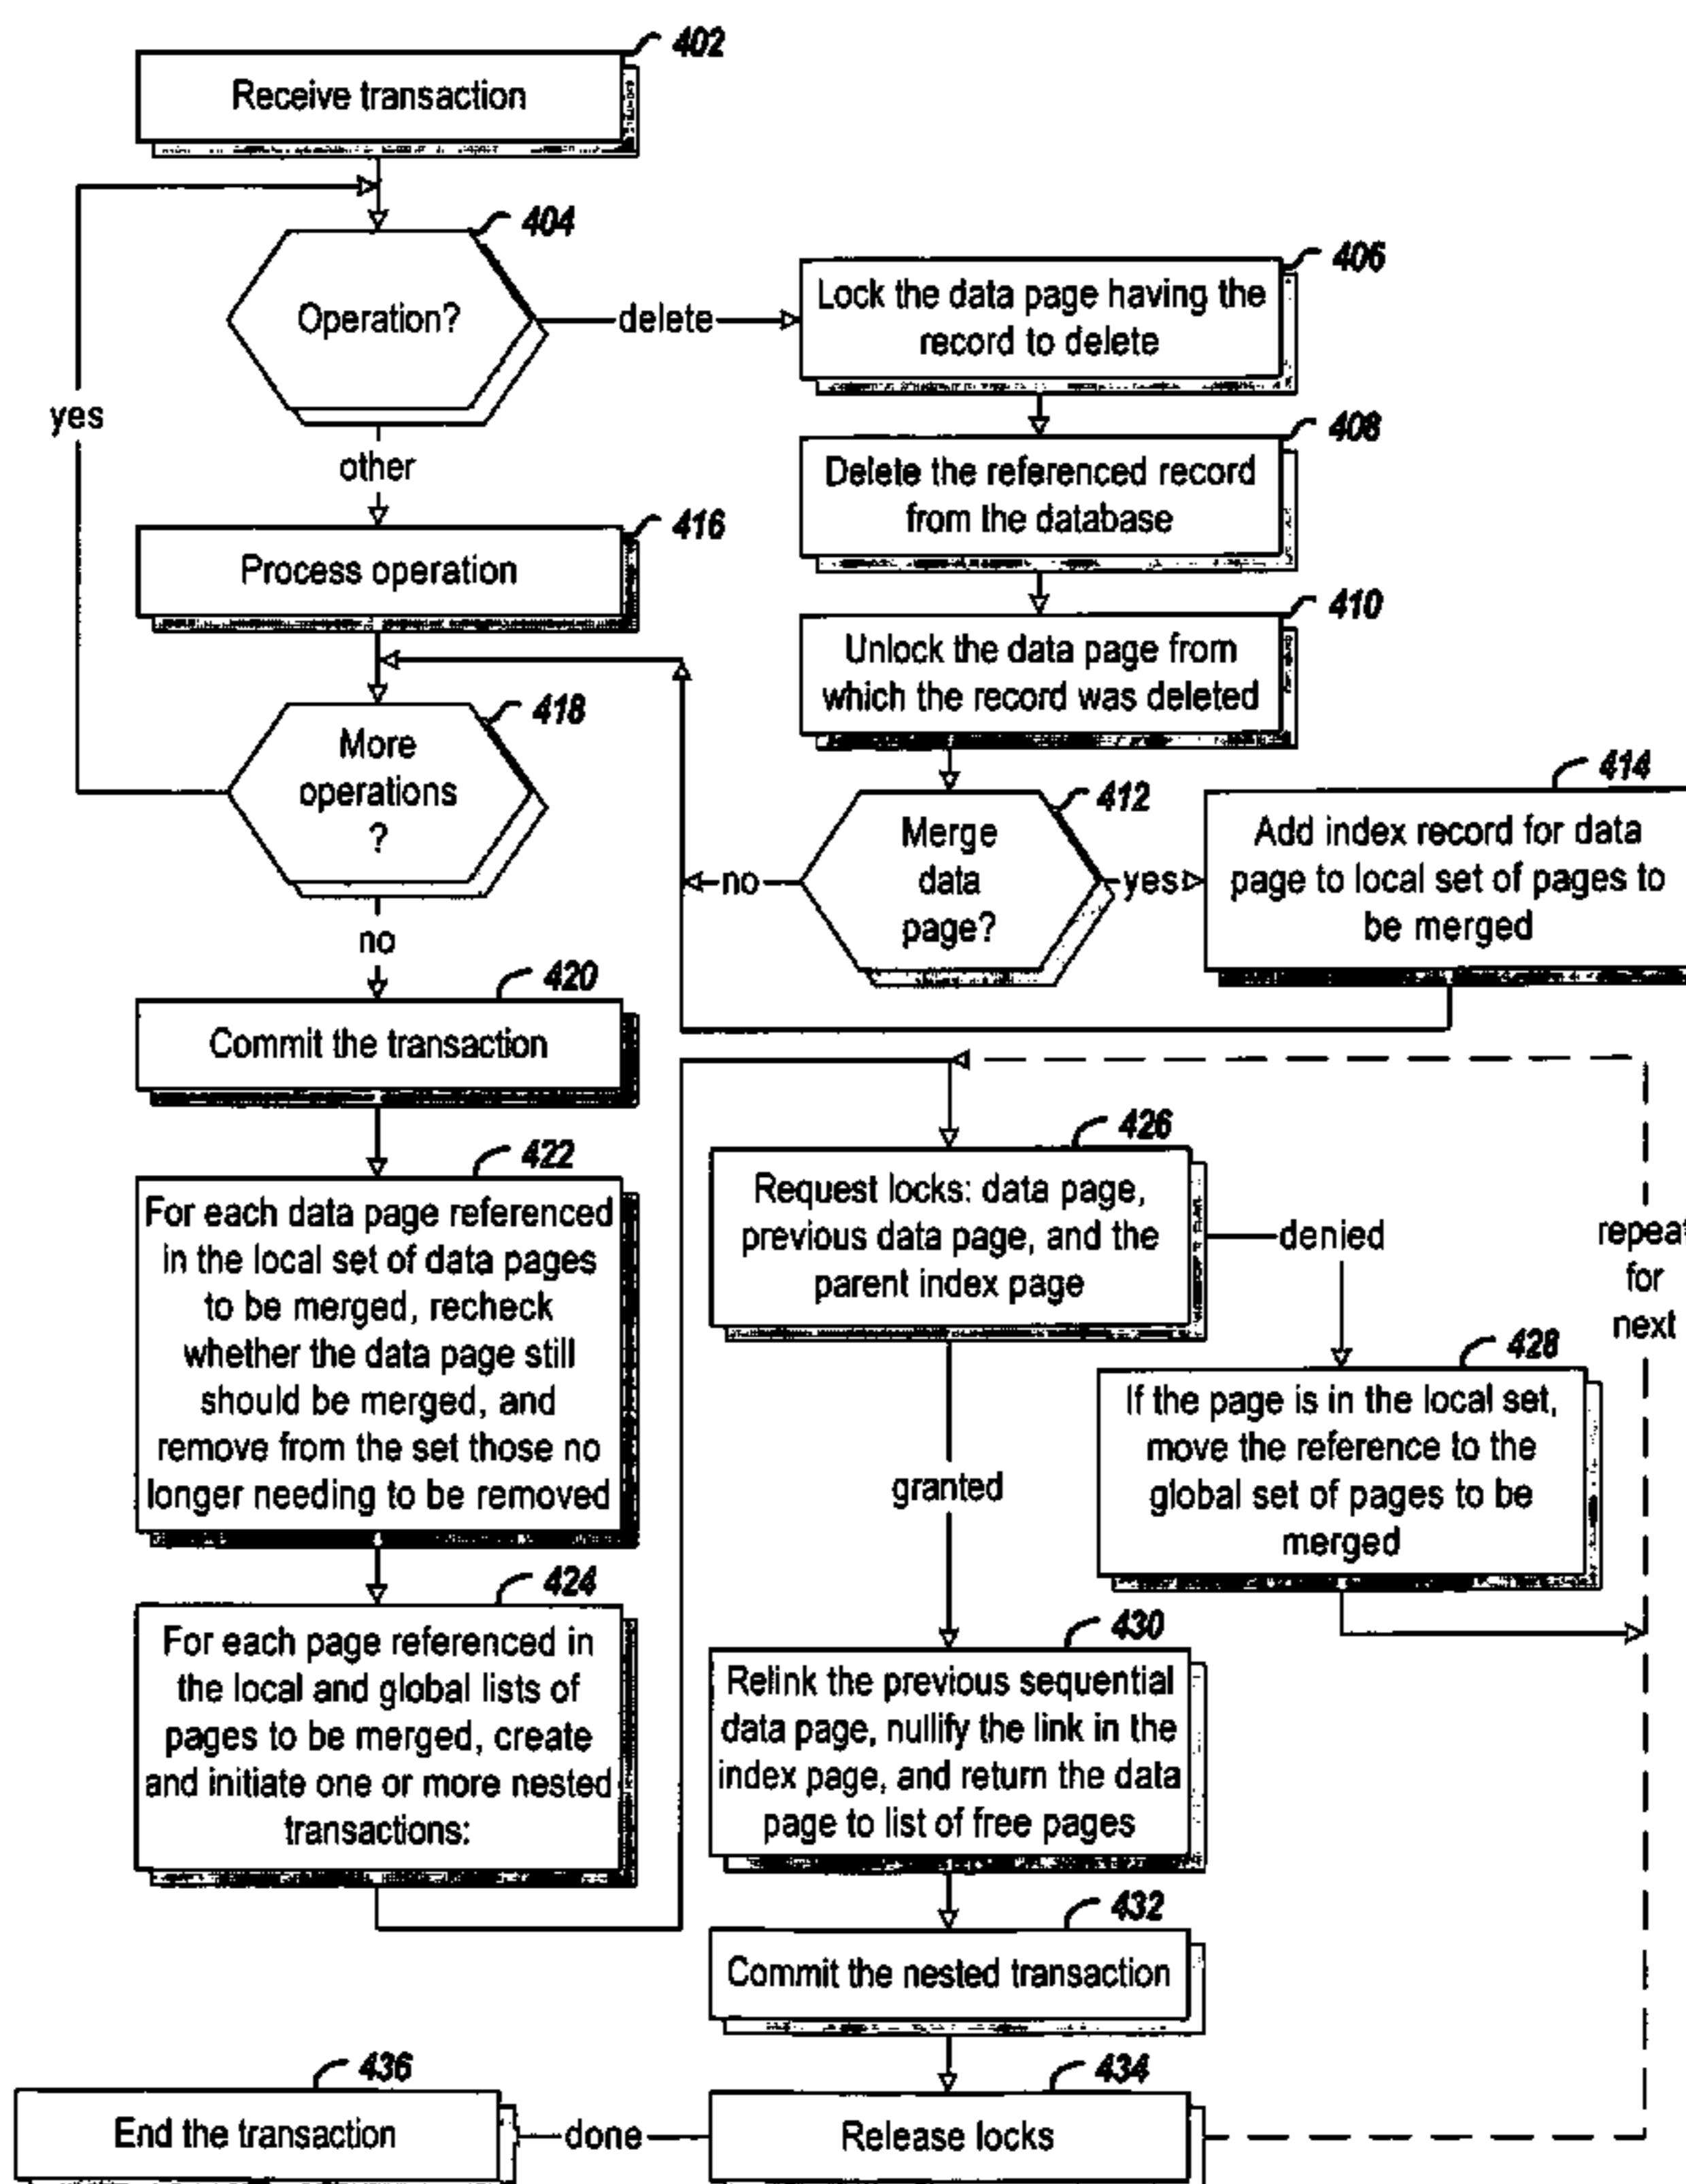 402
Receive transaction
404
Operation?
delete
406
Lock the data page having the
record to delete
408
Delete the referenced record
from the database
yes
other
416
Process operation
410
Unlock the data page from
which the record was deleted
418
More
operations
?
412
Merge
data
page?
no
yes
414
Add index record for data
page to local set of pages to
be merged
no
420
Commit the transaction
422
For each data page referenced
in the local set of data pages
to be merged, recheck
whether the data page still
should be merged, and
remove from the set those no
longer needing to be removed
424
For each page referenced in
the local and global lists of
pages to be merged, create
and initiate one or more nested
transactions:
426
Request locks: data page,
previous data page, and the
parent index page
denied
repeat
for
next
428
If the page is in the local set,
move the reference to the
global set of pages to be
merged
granted
430
Relink the previous sequential
data page, nullify the link in the
index page, and return the data
page to list of free pages
432
Commit the nested transaction
434
Release locks
done
436
End the transaction